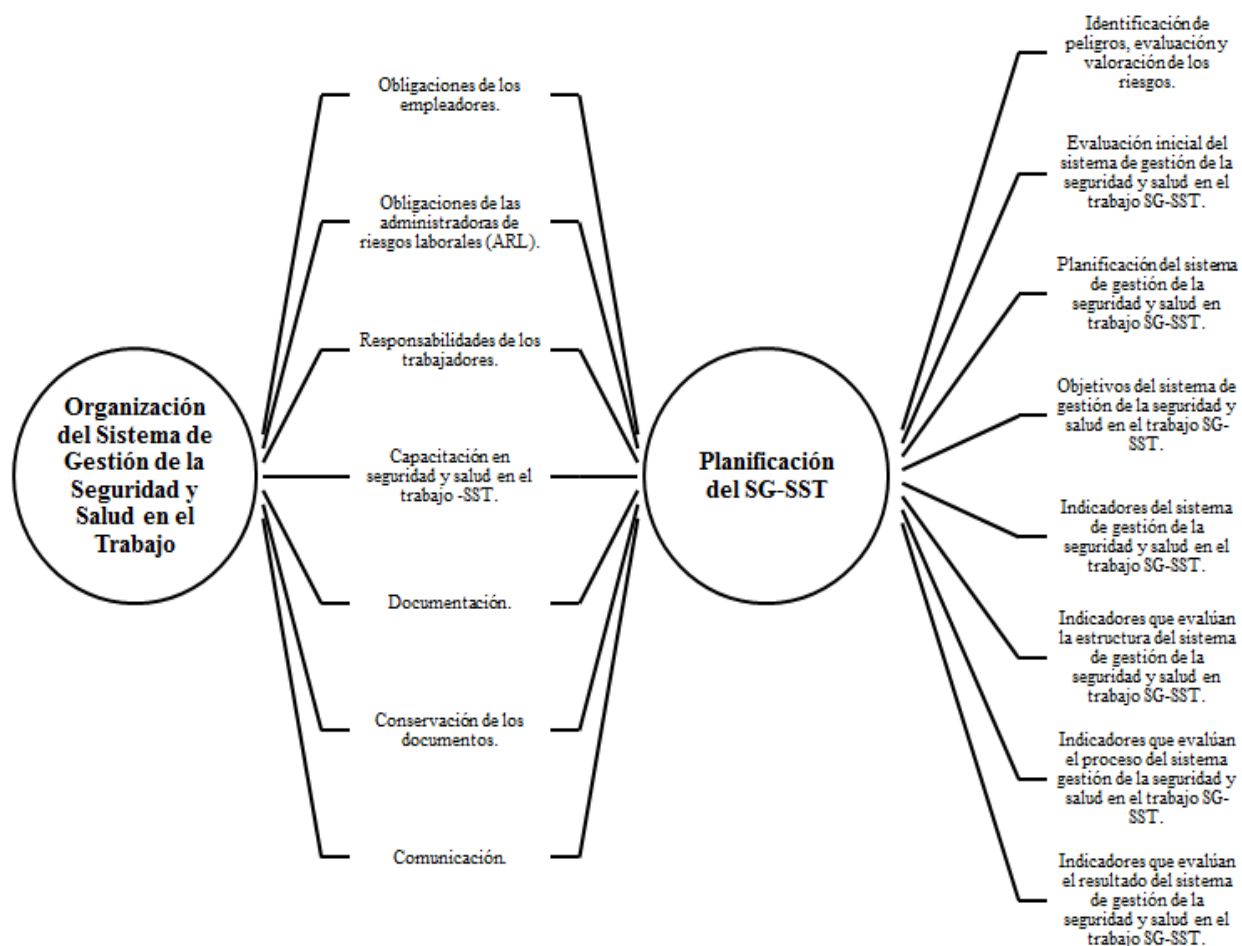 Organización
del Sistema de
Gestión de la
Seguridad y
Salud en el
Trabajo
Obligaciones de los
empleadores.
Obligaciones de las
administradoras de
riesgos laborales (ARL).
Responsabilidades de los
trabajadores.
Capacitación en
seguridad y salud en el
trabajo -SST.
Documentación.
Conservación de los
documentos.
Comunicación.
Planificación
del SG-SST
Identificación de
peligros, evaluación y
valoración de los
riesgos.
Evaluación inicial del
sistema de gestión de la
seguridad y salud en el
trabajo SG-SST.
Planificación del sistema
de gestión de la
seguridad y salud en
trabajo SG-SST.
Objetivos del sistema de
gestión de la seguridad y
salud en el trabajo SG-
SST.
Indicadores del sistema
de gestión de la
seguridad y salud en el
trabajo SG-SST.
Indicadores que evalúan
la estructura del sistema
de gestión de la
seguridad y salud en
trabajo SG-SST.
Indicadores que evalúan
el proceso del sistema
gestión de la seguridad y
salud en el trabajo SG-
SST.
Indicadores que evalúan
el resultado del sistema
de gestión de la
seguridad y salud en el
trabajo SG-SST.